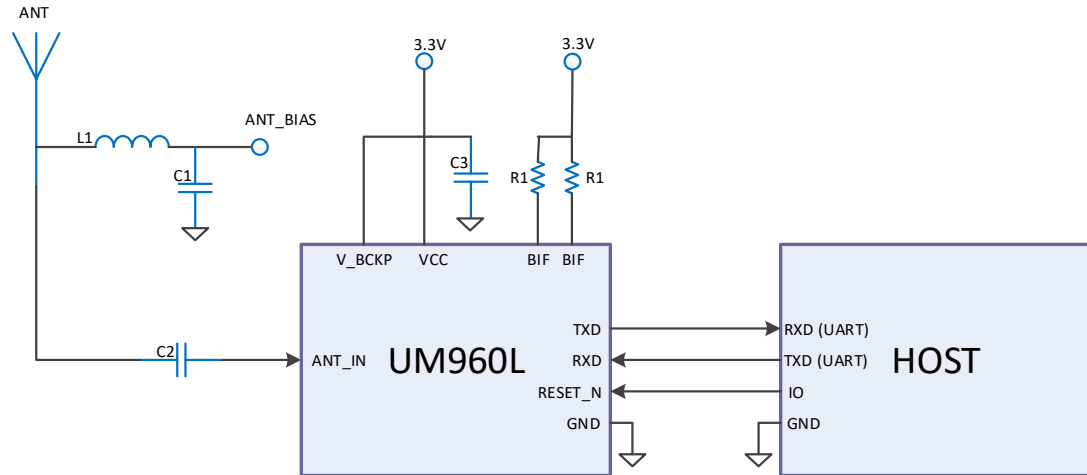 ANT
3.3V
3.3V
ANT_BIAS
L1
C1
C3
R1
R1
V_BCKP
VCC
BIF
BIF
TXD
RXD (UART)
C2
ANT_IN
UM960L
RXD
TXD (UART)
HOST
RESET_N
IO
GND
GND